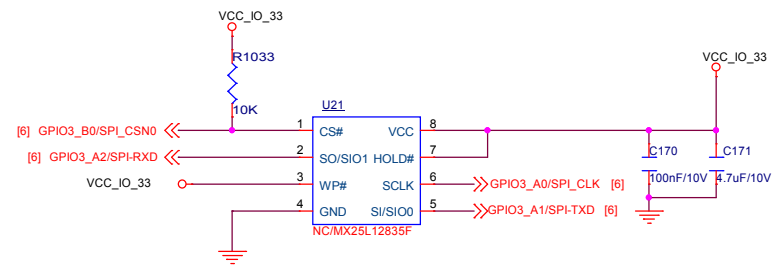 VCC_IO_33
R1033
VCC_IO_33
10K
U21
[6] GPIO3_B0/SPI_CSN0
1 CS# VCC 8
[6] GPIO3_A2/SPI-RXD
2 SO/SIO1 HOLD# 7
C170 C171
VCC_IO_33
3 WP# SCLK 6
GPIO3_A0/SPI_CLK [6]
100nF/10V 4.7uF/10V
4 GND SI/SIO0 5
GPIO3_A1/SPI-TXD [6]
NC/MX25L12835F